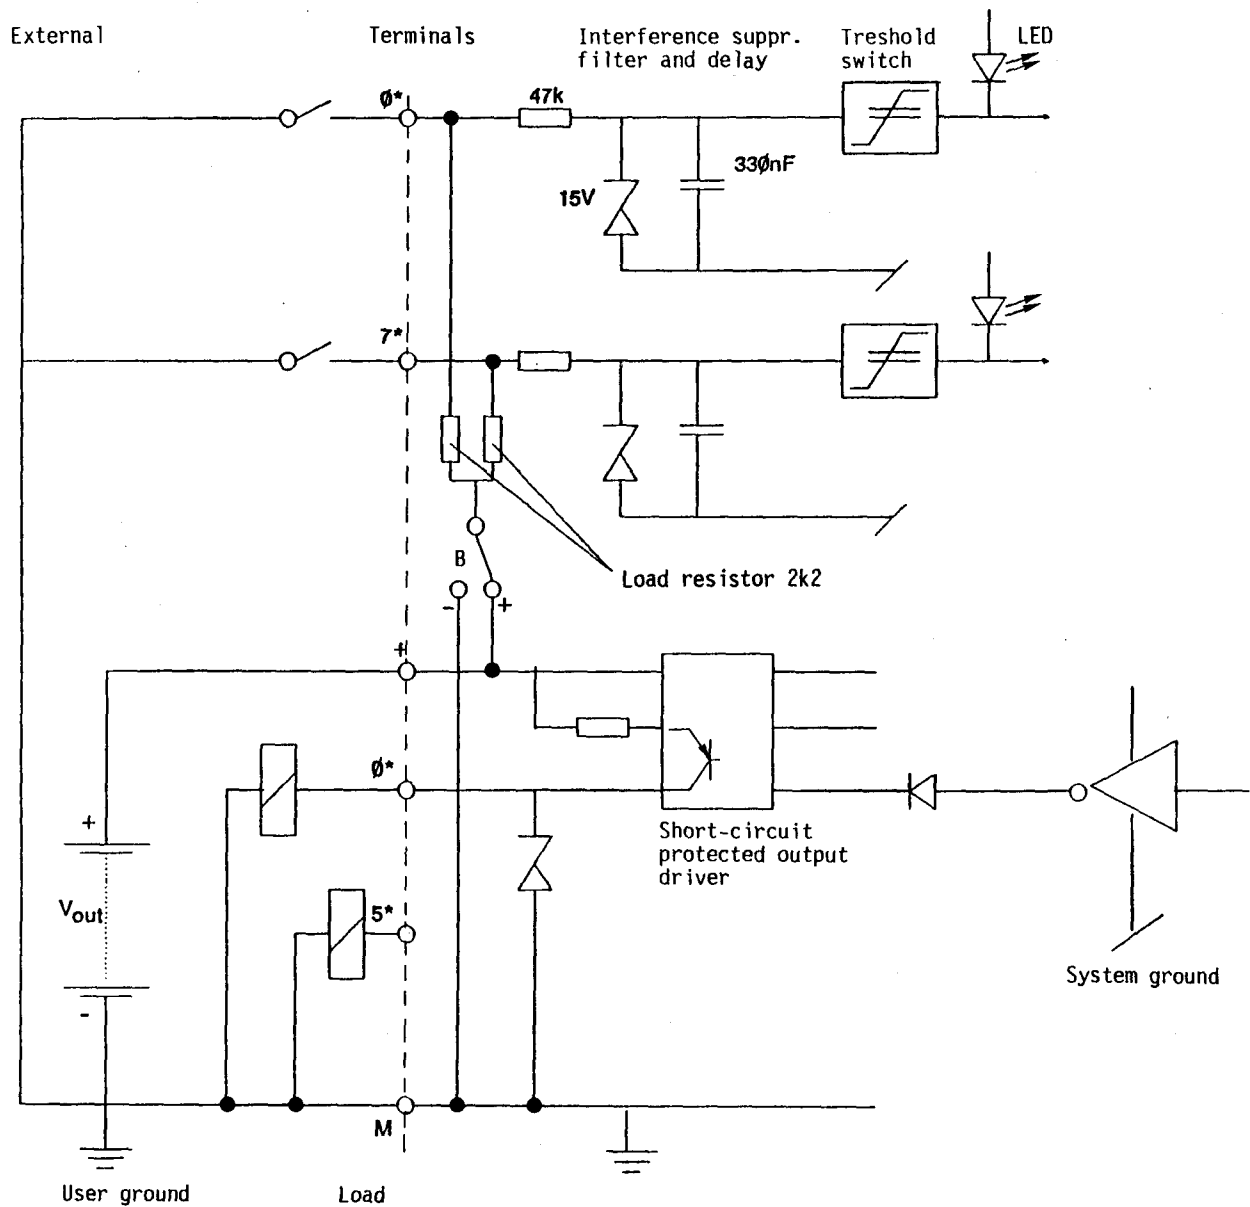 External
Terminals
Interference suppr.
filter and delay
Treshold
switch
LED
Ø*
47k
15V
33ØnF
7*
B
-
+
Load resistor 2k2
+
Ø*
+
Short-circuit
protected output
driver
Vout
5*
-
System ground
M
User ground
Load